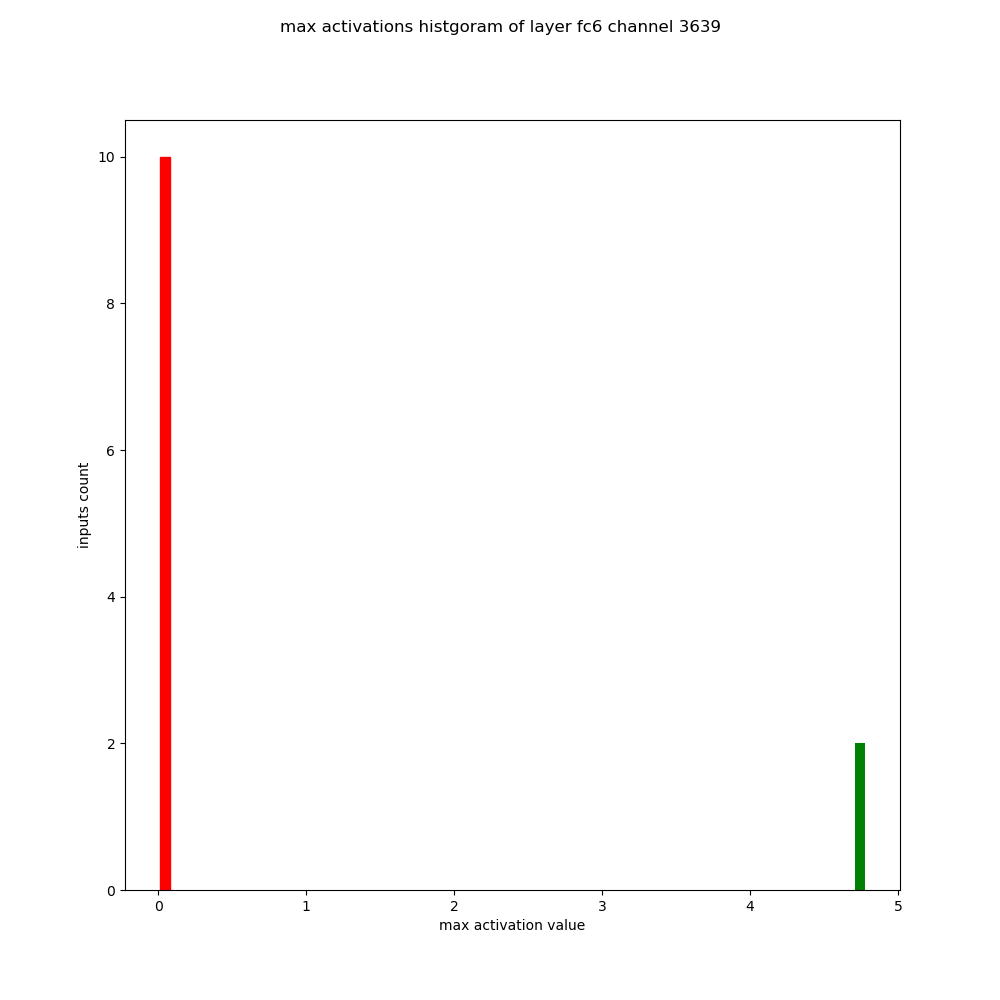 max activations histgoram of layer fc6 channel 3639
10
8
6
4
2
0
inputs count
0 1 2 3 4 5
max activation value